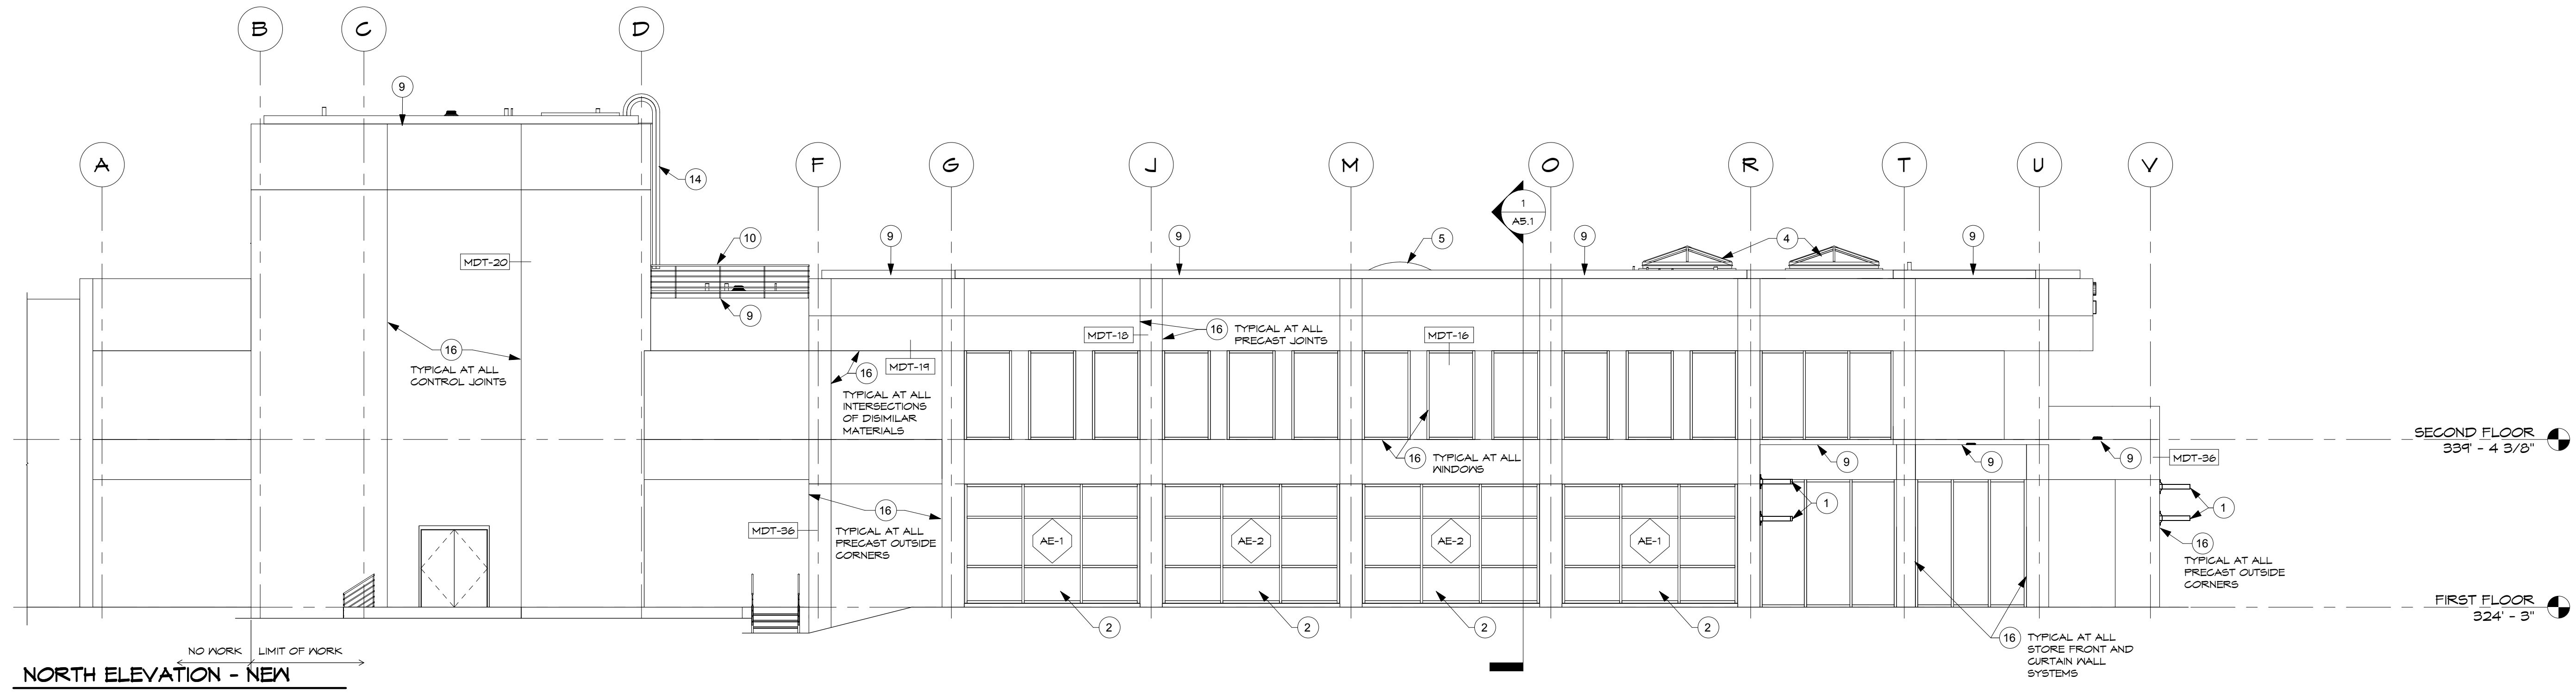 B
C
D
9
A
F
G
J
M
O
R
T
U
V
14
1
A5.1
10
9
9
5
9
4
9
MDT-20
9
16
TYPICAL AT ALL
CONTROL JOINTS
MDT-18
16
TYPICAL AT ALL
PRECAST JOINTS
MDT-16
MDT-19
16
TYPICAL AT ALL
INTERSECTIONS
OF DISIMILAR
MATERIALS
16
TYPICAL AT ALL
WINDOWS
9
9
9
MDT-36
SECOND FLOOR
339' - 4 3/8"
MDT-36
16
TYPICAL AT ALL
PRECAST OUTSIDE
CORNERS
AE-1
AE-2
AE-2
AE-1
1
1
16
TYPICAL AT ALL
PRECAST OUTSIDE
CORNERS
FIRST FLOOR
324' - 3"
2
2
2
2
16
TYPICAL AT ALL
STORE FRONT AND
CURTAIN WALL
SYSTEMS
NO WORK
LIMIT OF WORK
NORTH ELEVATION - NEW